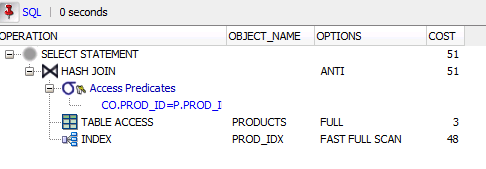 SQL | 0 seconds
OPERATION OBJECT_NAME OPTIONS COST
SELECT STATEMENT 51
HASH JOIN ANTI 51
Access Predicates
CO.PROD_ID=P.PROD_I
TABLE ACCESS PRODUCTS FULL 3
INDEX PROD_IDX FAST FULL SCAN 48